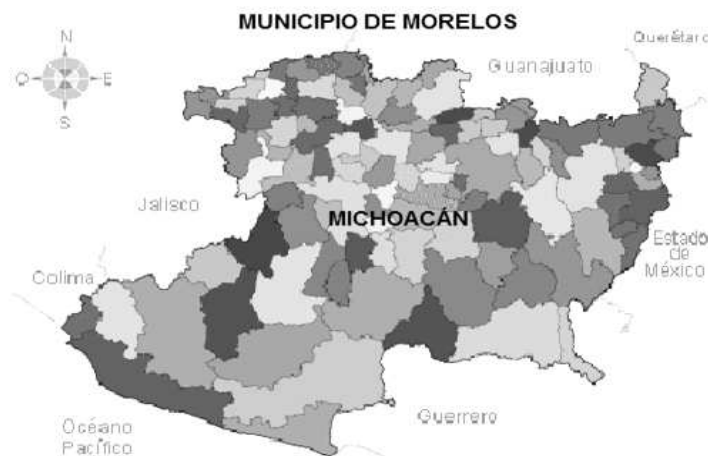 MUNICIPIO DE MORELOS
N
Querétaro
Guanajuato
O
E
S
Jalisco
MICHOACÁN
Estado
de
México
Colima
Guerrero
Océano
Pacífico